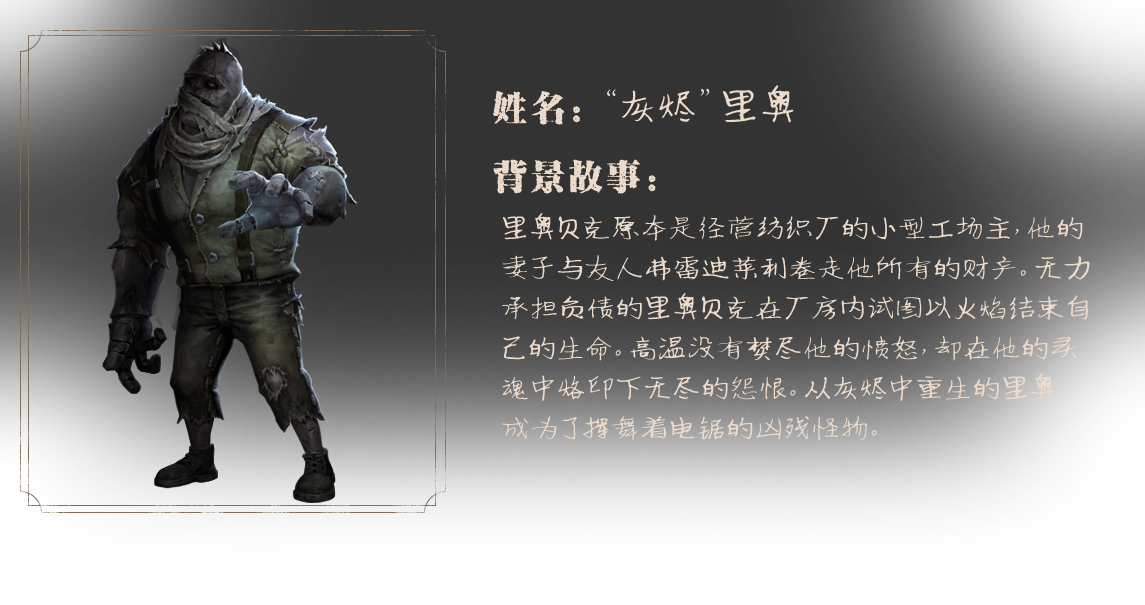 姓名：“灰烬”里奥
背景故事：
里奥贝克原本是经营纺织厂的小型工场主，他的
妻子与友人弗雷迪莱利卷走他所有的财产。无力
承担负债的里奥贝克在厂房内试图以火焰结束自
己的生命。高温没有焚尽他的愤怒，却在他的灵
魂中烙印下无尽的怨恨。从灰烬中重生的里奥
成为了挥舞着电锯的凶残怪物。